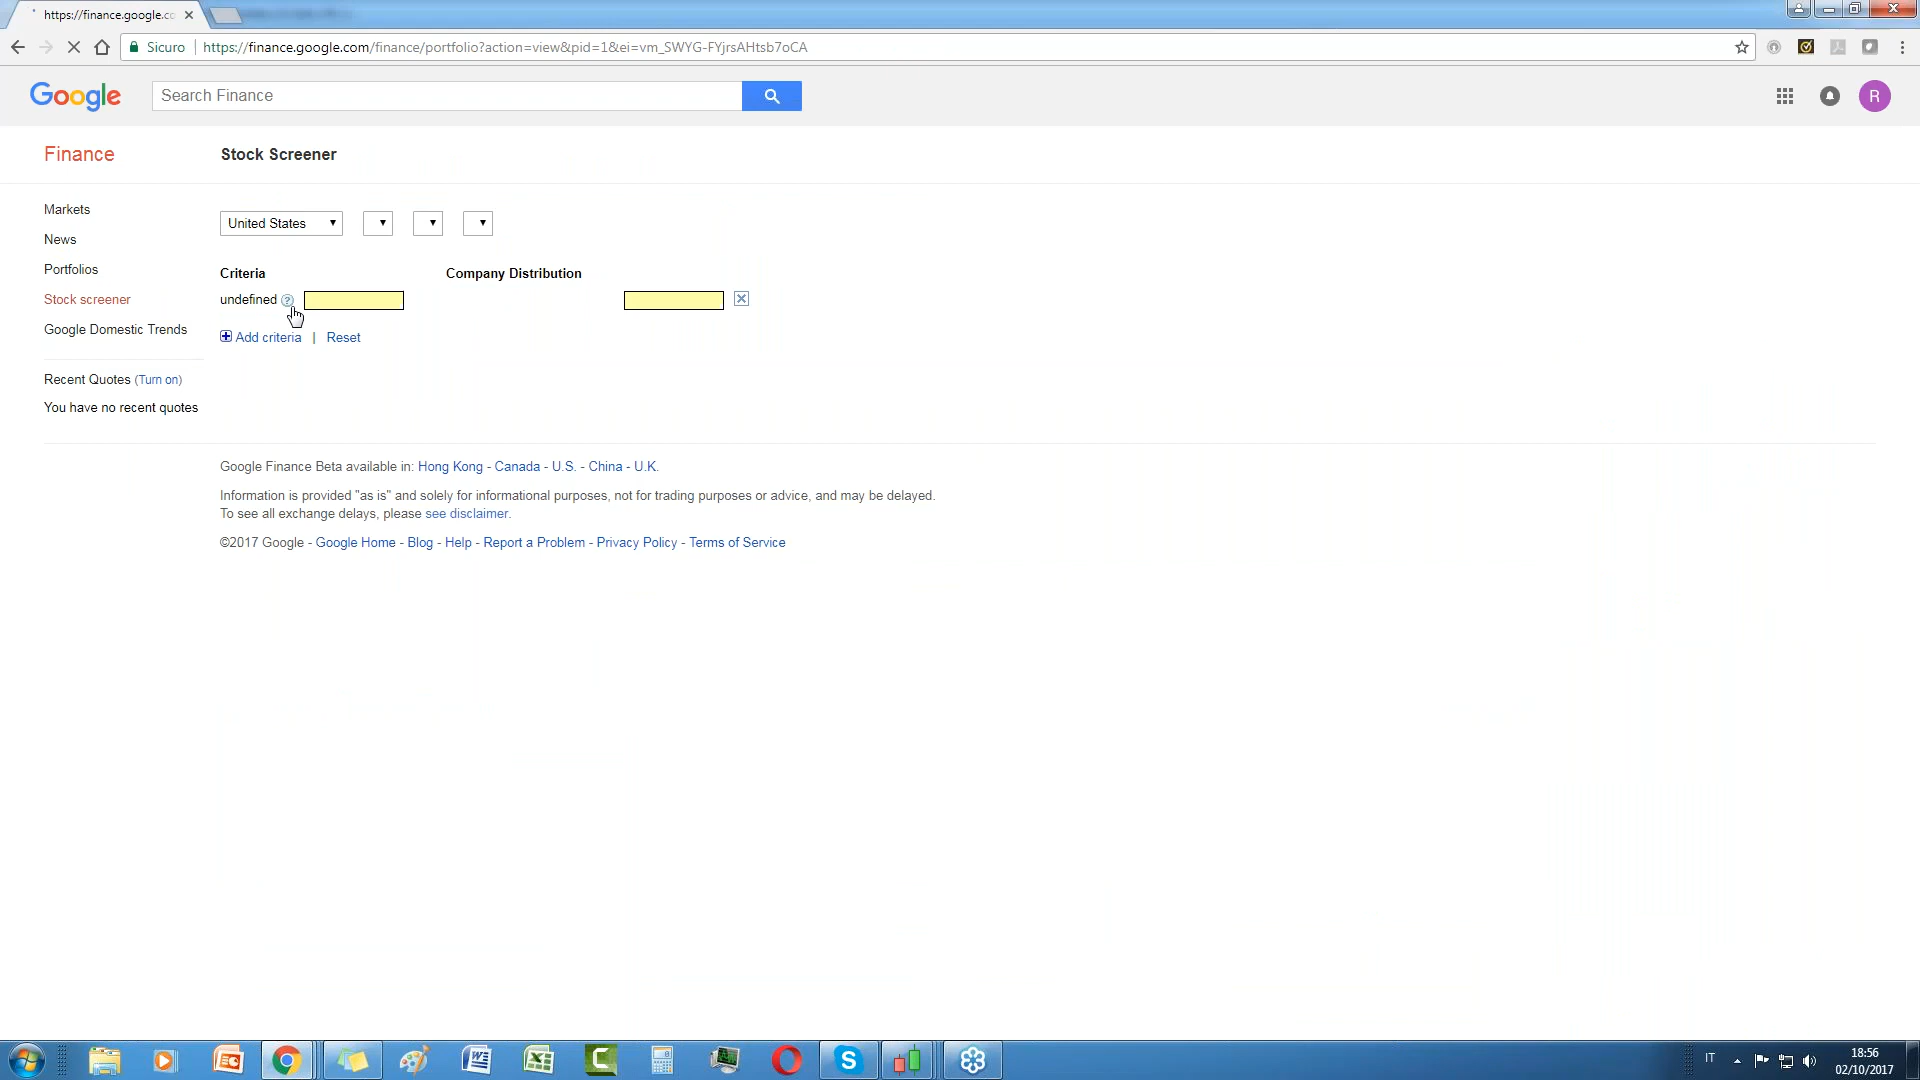 https://finance.google.co
Sicuro
https://finance.google.com/finance/portfolio?action=view&pid=1&ei=vm_SWYG-FYjrsAHtsb7oCA
Google
Search Finance
R
Finance
Stock Screener
Markets
News
Portfolios
Stock screener
Google Domestic Trends
Recent Quotes (Turn on)
You have no recent quotes
United States
Criteria
Company Distribution
undefined ?
Add criteria | Reset
Google Finance Beta available in: Hong Kong - Canada - U.S. - China - U.K.
Information is provided "as is" and solely for informational purposes, not for trading purposes or advice, and may be delayed.
To see all exchange delays, please see disclaimer.
©2017 Google - Google Home - Blog - Help - Report a Problem - Privacy Policy - Terms of Service
IT
18:56
02/10/2017